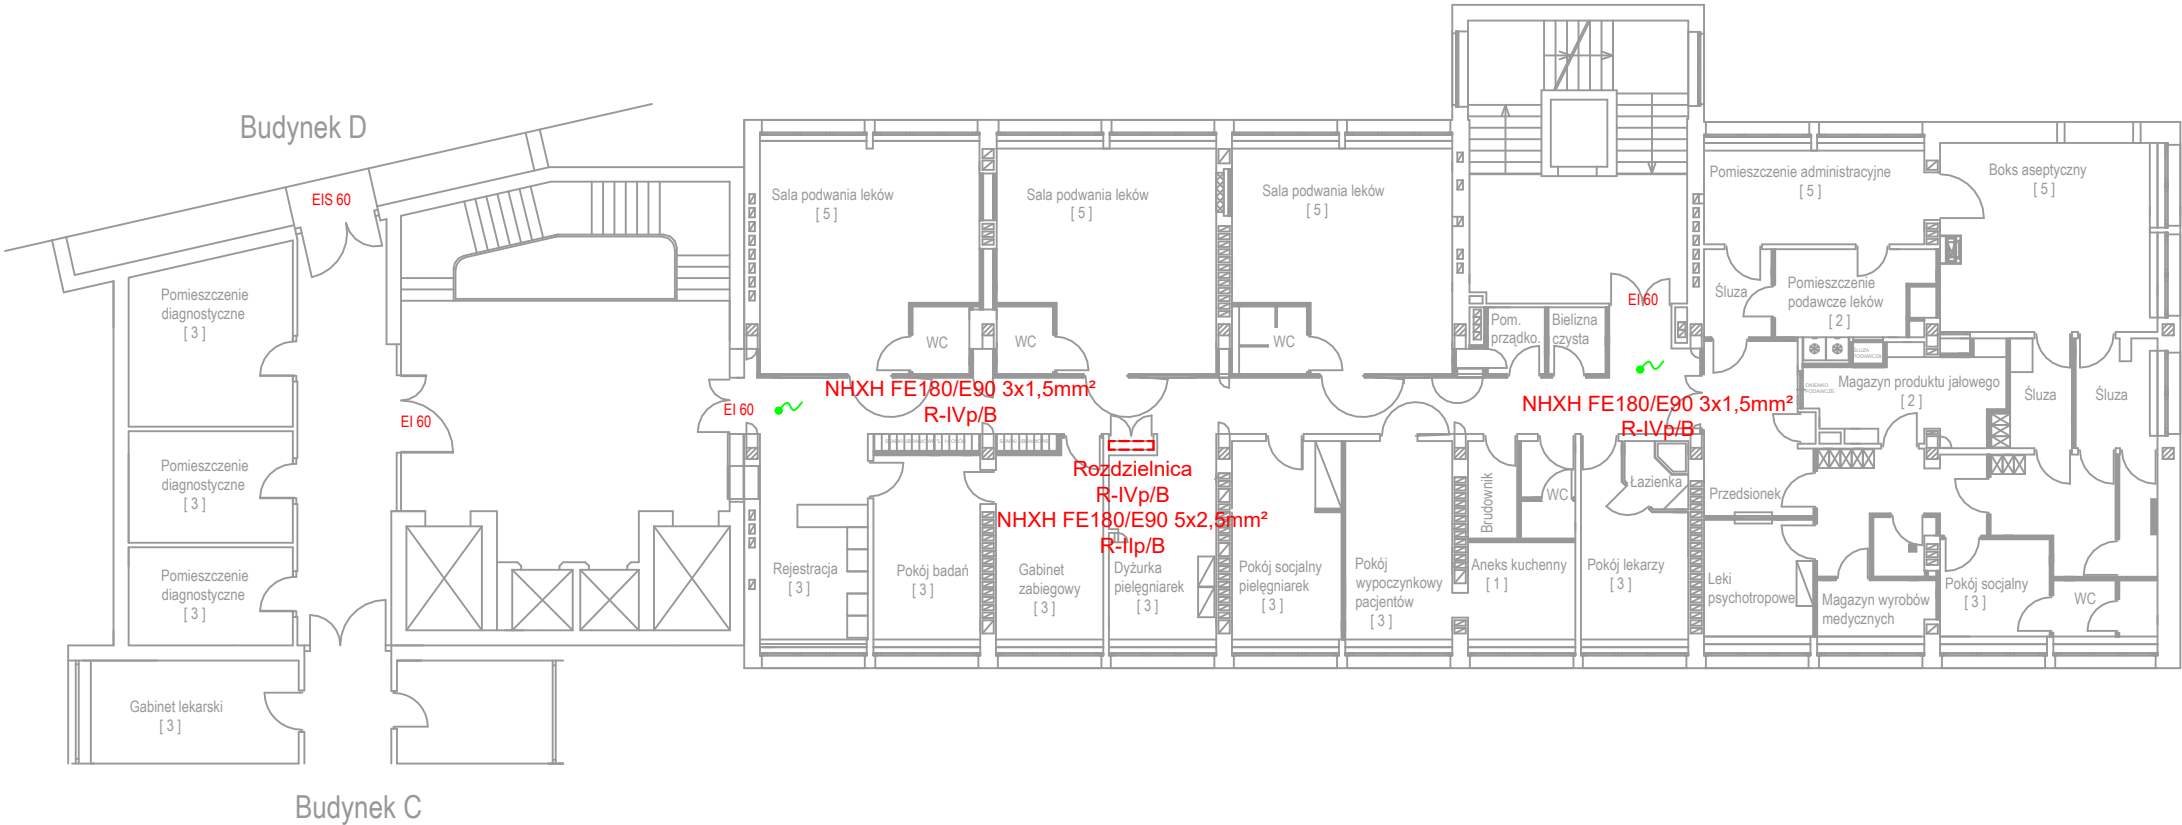 Budynek D
EIS 60
Sala podwania leków
[ 5 ]
Sala podwania leków
[ 5 ]
Sala podwania leków
[ 5 ]
Pomieszczenie administracyjne
[ 5 ]
Boks aseptyczny
[ 5 ]
Pomieszczenie
diagnostyczne
[ 3 ]
Śluza
Pomieszczenie
podawcze leków
[ 2 ]
EI 60
Pom.
prządko.
Bielizna
czysta
WC
WC
WC
ŚLUZA
PODAWCZA
OKIENKO
PODAWCZE
Magazyn produktu jałowego
[ 2 ]
Śluza
Śluza
NHXH FE180/E90 3x1,5mm²
R-IVp/B
EI 60
EI 60
NHXH FE180/E90 3x1,5mm²
R-IVp/B
Pomieszczenie
diagnostyczne
[ 3 ]
Rozdzielnica
R-IVp/B
NHXH FE180/E90 5x2,5mm²
R-IIp/B
Brudownik
WC
Łazienka
Przedsionek
Pomieszczenie
diagnostyczne
[ 3 ]
Rejestracja
[ 3 ]
Pokój badań
[ 3 ]
Gabinet
zabiegowy
[ 3 ]
Dyżurka
pielęgniarek
[ 3 ]
Pokój socjalny
pielęgniarek
[ 3 ]
Pokój
wypoczynkowy
pacjentów
[ 3 ]
Aneks kuchenny
[ 1 ]
Pokój lekarzy
[ 3 ]
Leki
psychotropowe
Magazyn wyrobów
medycznych
Pokój socjalny
[ 3 ]
WC
Gabinet lekarski
[ 3 ]
Budynek C